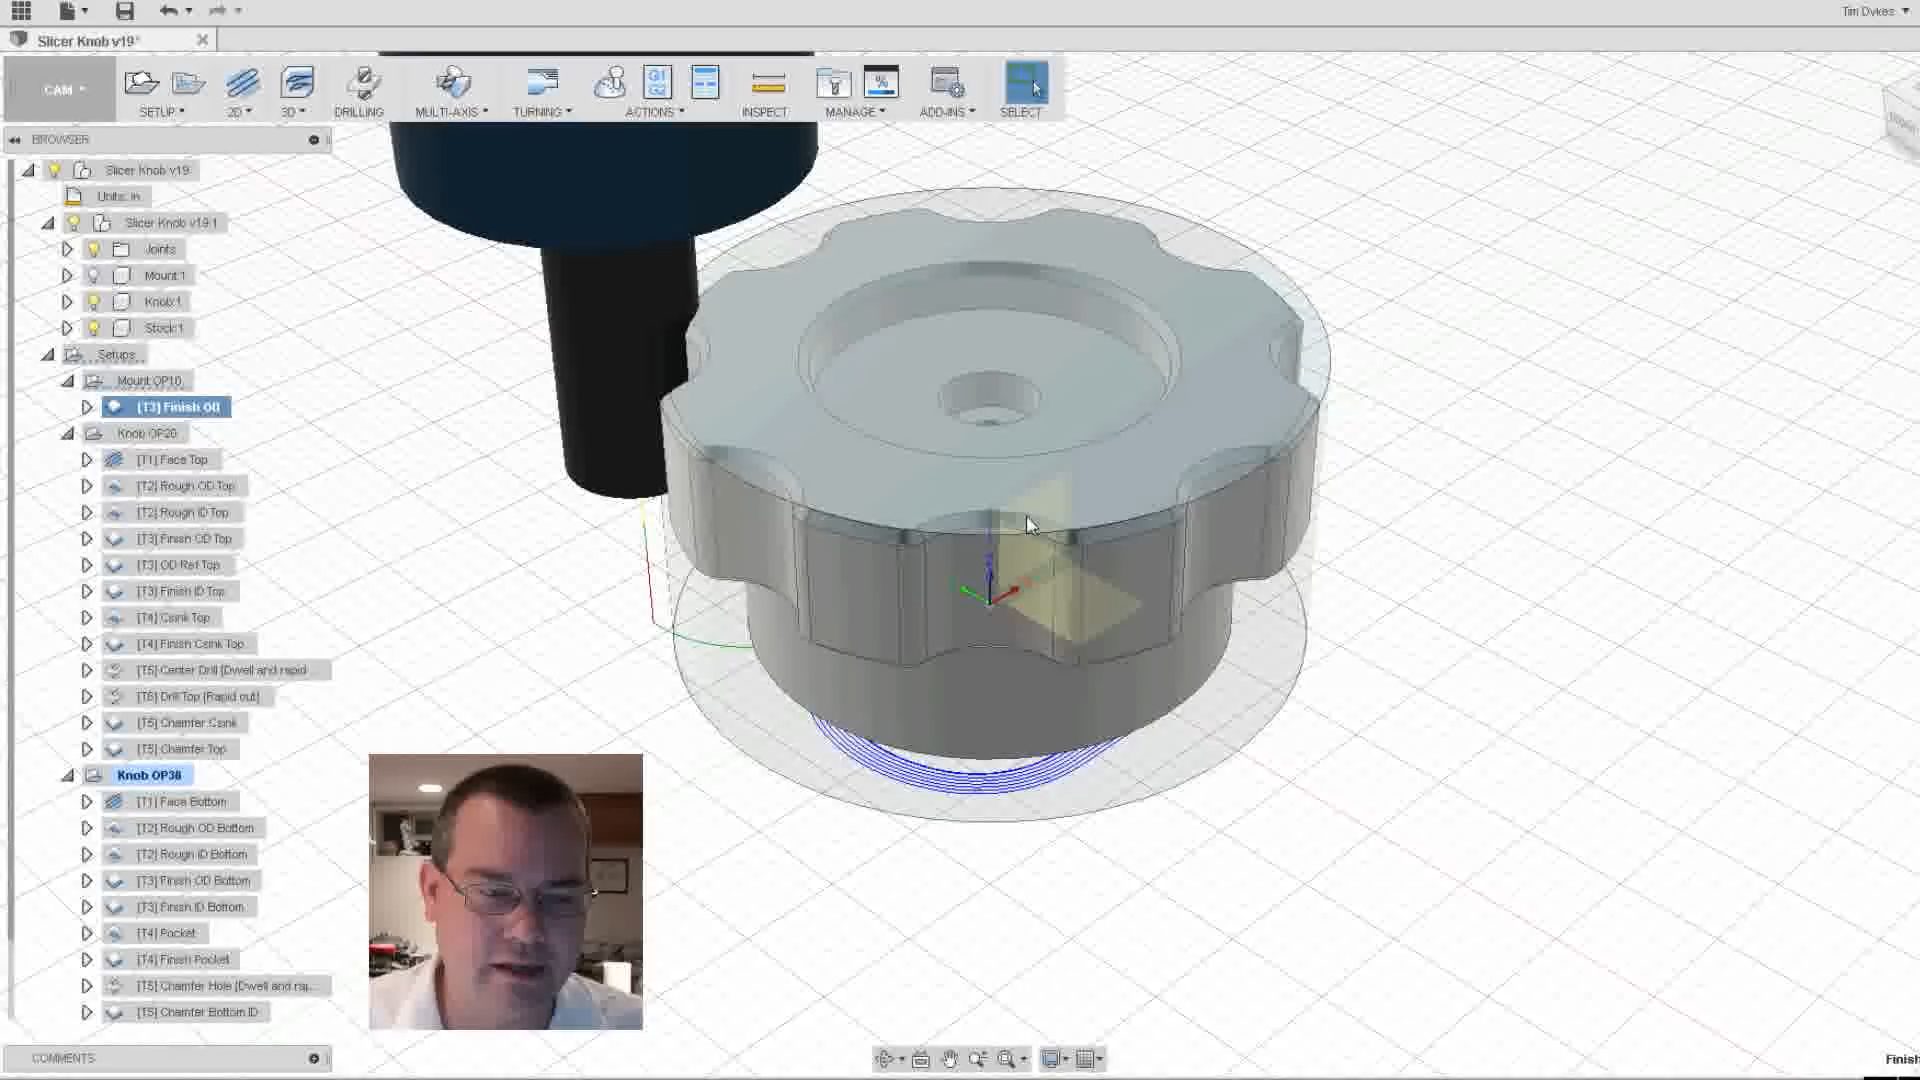 Tim Dykes
Slicer Knob v19*
CAM
SETUP
2D
3D
DRILLING
MULTI-AXIS
TURNING
G1
G2
ACTIONS
INSPECT
MANAGE
ADD-INS
SELECT
BROWSER
Slicer Knob v19
Units: in
Slicer Knob v19:1
Joints
Mount:1
Knob:1
Stock:1
Setups
Mount OP10
[T3] Finish OD
Knob OP20
[T1] Face Top
[T2] Rough OD Top
[T2] Rough ID Top
[T3] Finish OD Top
[T3] OD Ref Top
[T3] Finish ID Top
[T4] Csink Top
[T4] Finish Csink Top
[T5] Center Drill [Dwell and rapid
[T6] Drill Top [Rapid out]
[T5] Chamfer Csink
[T5] Chamfer Top
Knob OP30
[T1] Face Bottom
[T2] Rough OD Bottom
[T2] Rough ID Bottom
[T3] Finish OD Bottom
[T3] Finish ID Bottom
[T4] Pocket
[T4] Finish Pocket
[T5] Chamfer Hole [Dwell and rap...
[T5] Chamfer Bottom ID
COMMENTS
Finish